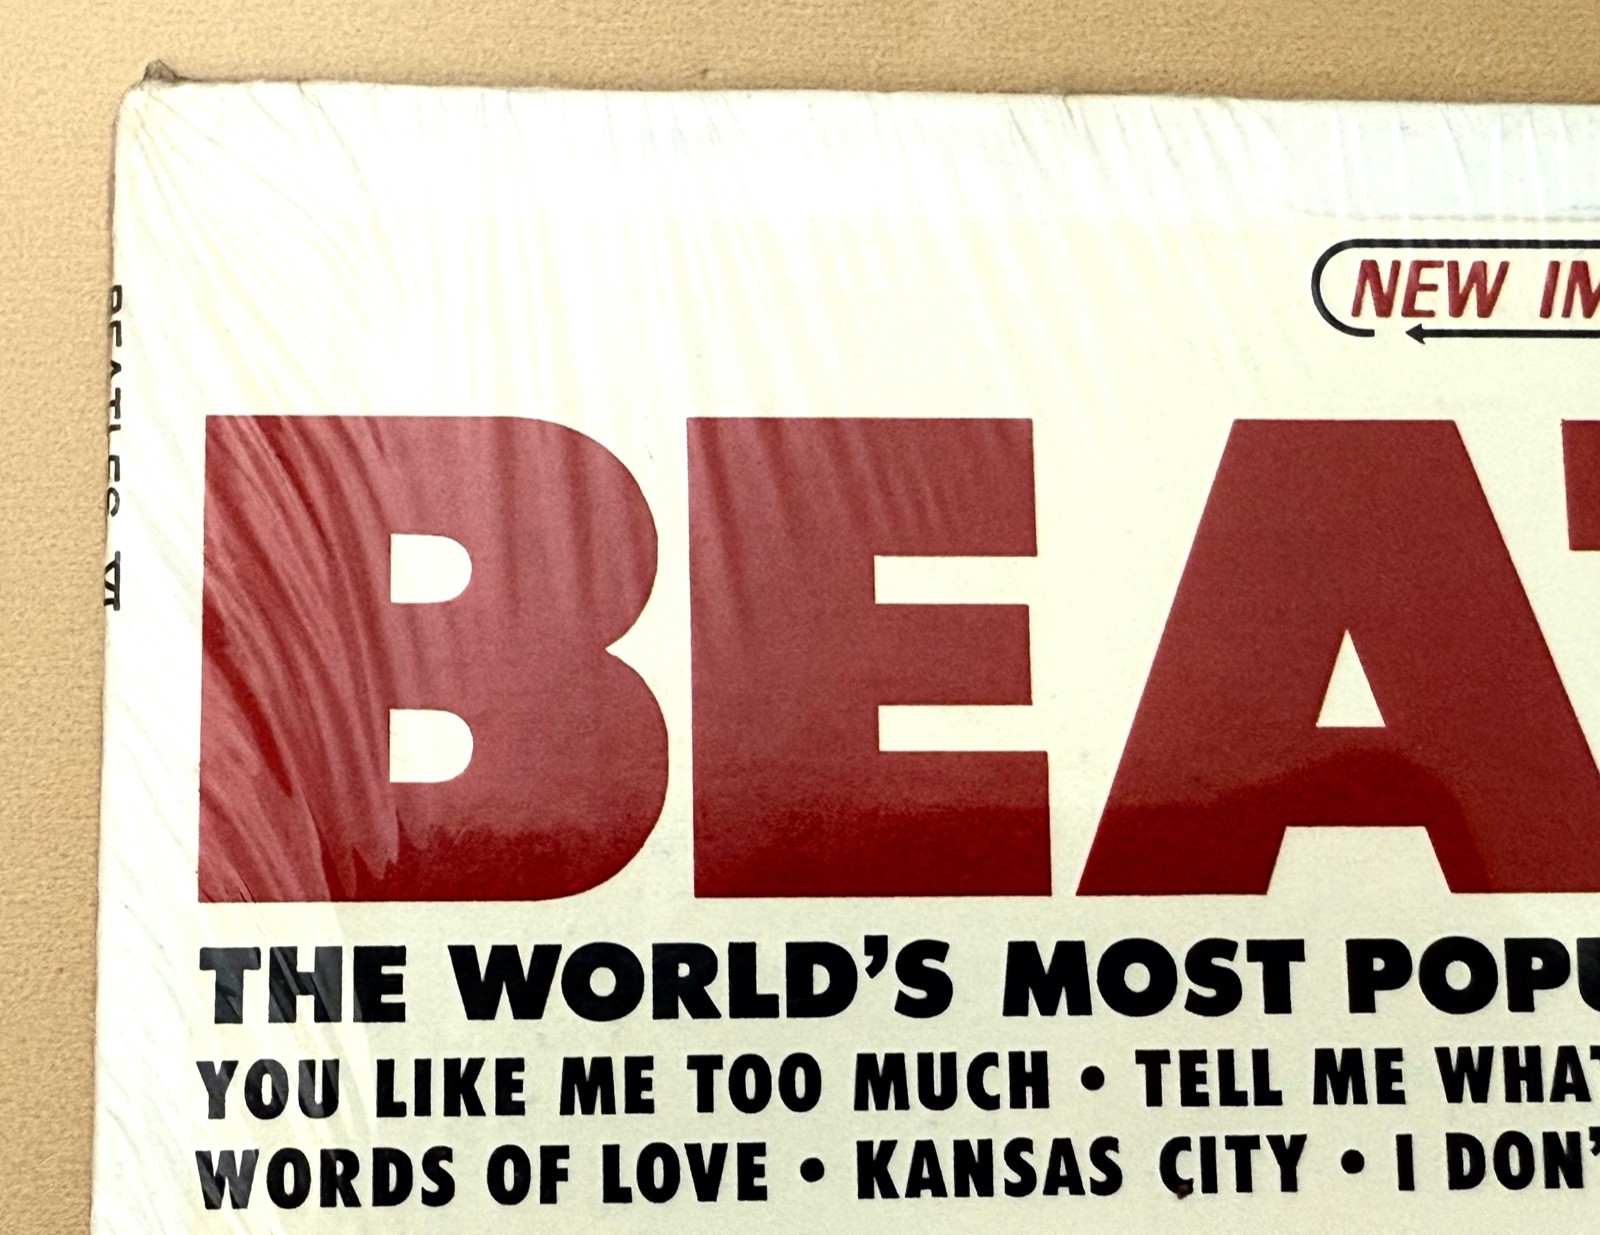 NEW IM
BEAT
THE WORLD'S MOST POPU
YOU LIKE ME TOO MUCH • TELL ME WHAT
WORDS OF LOVE • KANSAS CITY • I DON'
BEATLES VI